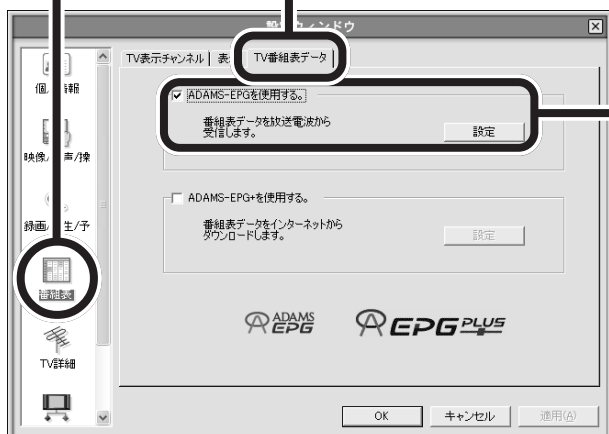 ィンドウ
TV表示チャンネル
TV番組表データ
ADAMS-EPGを使用する。
番組表データを放送電波から
受信します。
設定
ADAMS-EPG+を使用する。
番組表データをインターネットから
ダウンロードします。
設定
映像/
声/操
録画/
生/予
番組表
TV詳細
ADAMS
EPG
EPG PLUS
OK
キャンセル
適用(A)